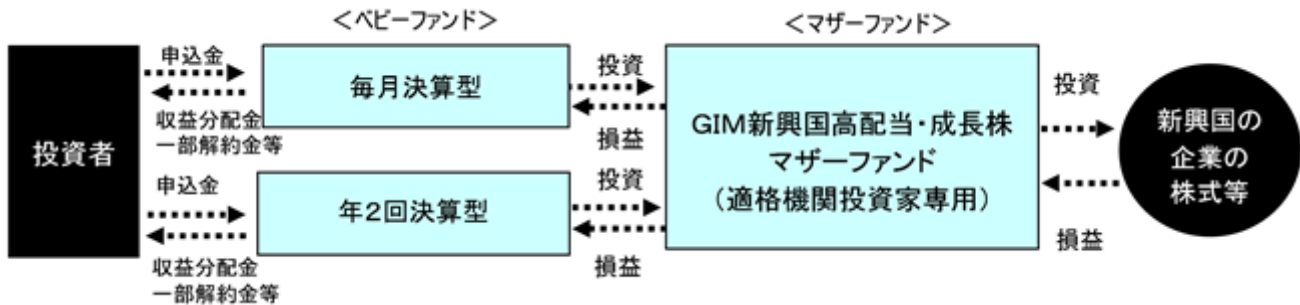 ＜ベビーファンド＞
＜マザーファンド＞
投資者
申込金
収益分配金
一部解約金等
毎月決算型
投資
損益
申込金
収益分配金
一部解約金等
年２回決算型
投資
損益
GIM新興国高配当・成長株
マザーファンド
（適格機関投資家専用）
投資
損益
新興国の
企業の
株式等